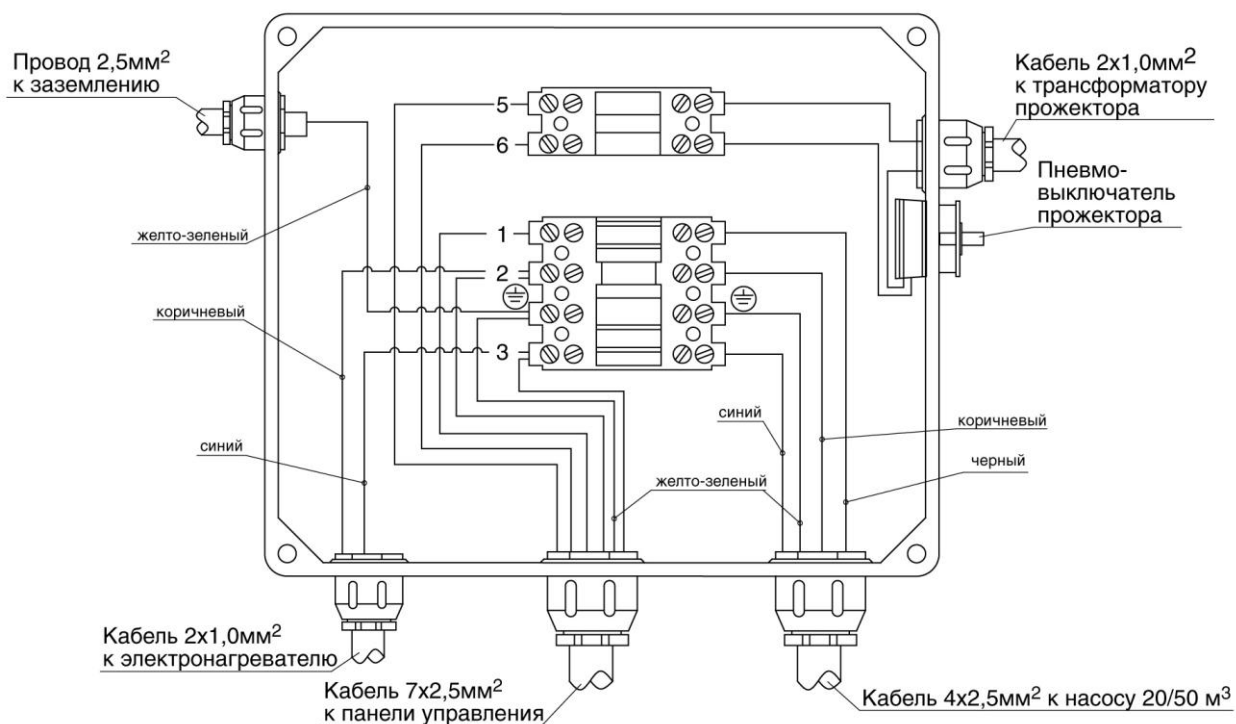 Провод 2,5мм²
к заземлению
Кабель 2х1,0мм²
к трансформатору
прожектора
Пневмо-
выключатель
прожектора
5
6
желто-зеленый
1
2
коричневый
3
синий
коричневый
синий
желто-зеленый
черный
Кабель 2х1,0мм²
к электронагревателю
Кабель 7х2,5мм²
к панели управления
Кабель 4х2,5мм² к насосу 20/50 м³